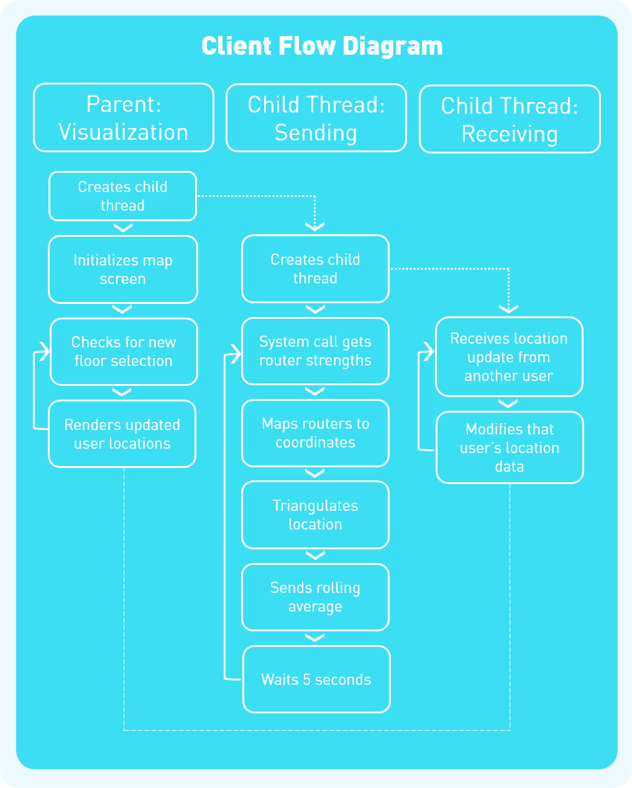 Client Flow Diagram
Parent:
Visualization
Child Thread:
Sending
Child Thread:
Receiving
Creates child
thread
Initializes map
screen
Checks for new
floor selection
Renders updated
user locations
Creates child
thread
System call gets
router strengths
Maps routers to
coordinates
Triangulates
location
Sends rolling
average
Waits 5 seconds
Receives location
update from
another user
Modifies that
user's location
data